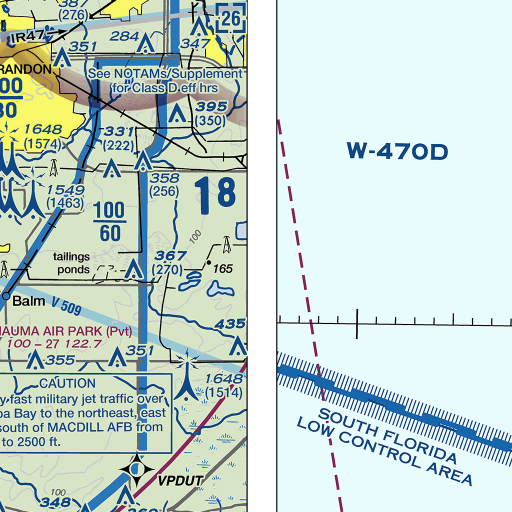 387
(276)
26
IR47
351
284
347
RANDON
See NOTAMs/Supplement
for Class D eff hrs
00
30
395
(350)
1648
(1574)
331
(222)
358
(256)
18
1549
(1463)
100
60
100
tailings
ponds
367
(270)
165
Balm
V 509
435
AUMA AIR PARK (Pvt)
100 - 27 122.7
351
355
1648
(1514)
CAUTION
y fast military jet traffic over
pa Bay to the northeast, east
south of MACDILL AFB from
to 2500 ft.
VPDUT
100
348
W-470D
SOUTH FLORIDA
LOW CONTROL AREA